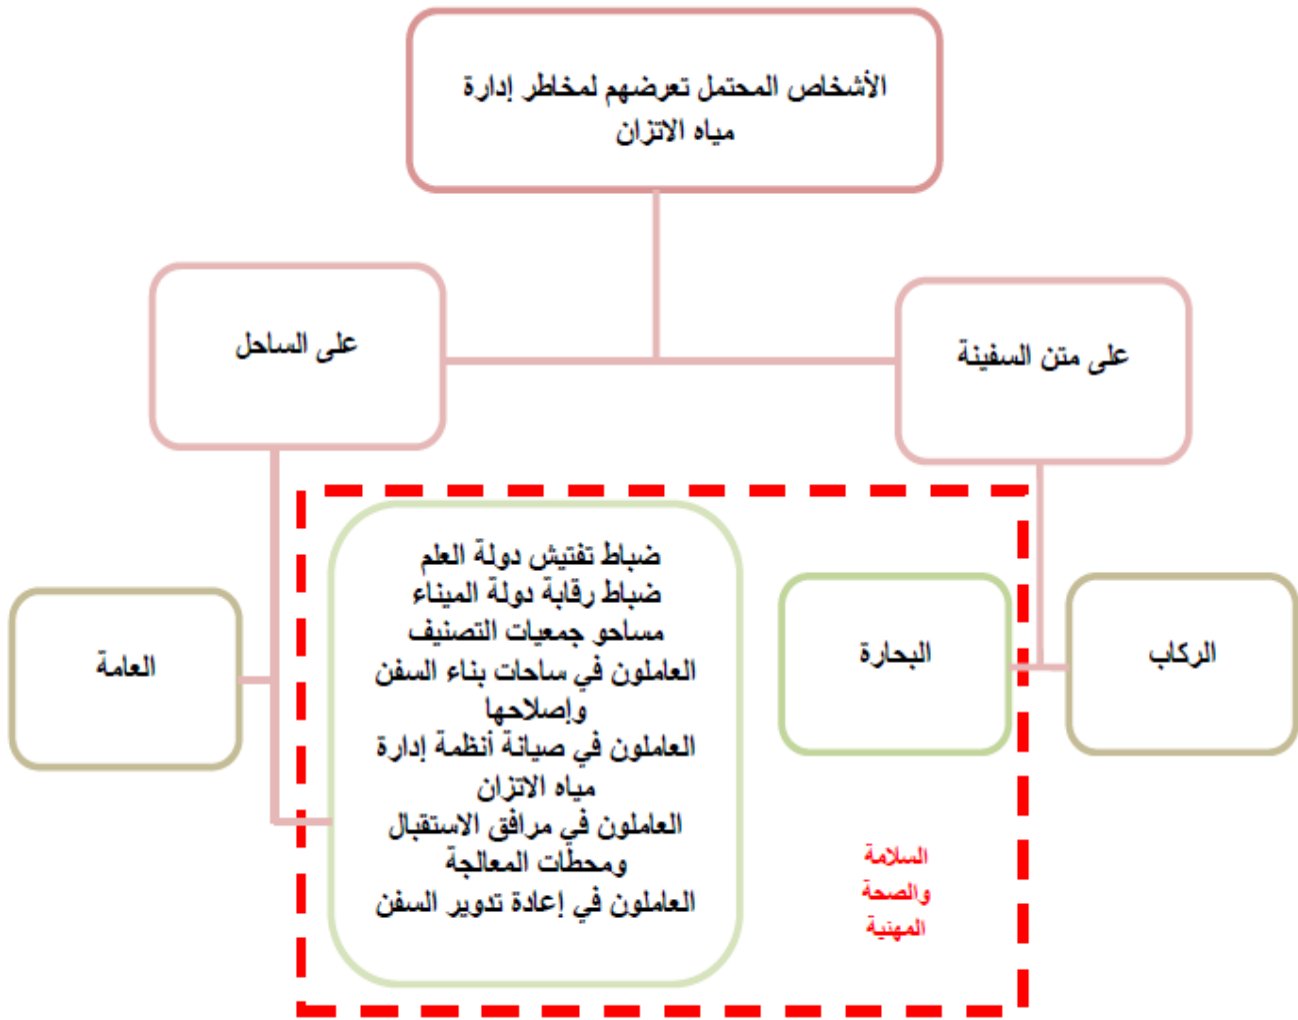 الأشخاص المحتمل تعرضهم لمخاطر إدارة
مياه الاتزان
على متن السفينة
على الساحل
الركاب
البحارة
ضباط تفتيش دولة العلم
ضباط رقابة دولة الميناء
مساحو جمعيات التصنيف
العاملون في ساحات بناء السفن
وإصلاحها
العاملون في صيانة أنظمة إدارة
مياه الاتزان
العاملون في مرافق الاستقبال
ومحطات المعالجة
العاملون في إعادة تدوير السفن
العامة
السلامة
والصحة
المهنية